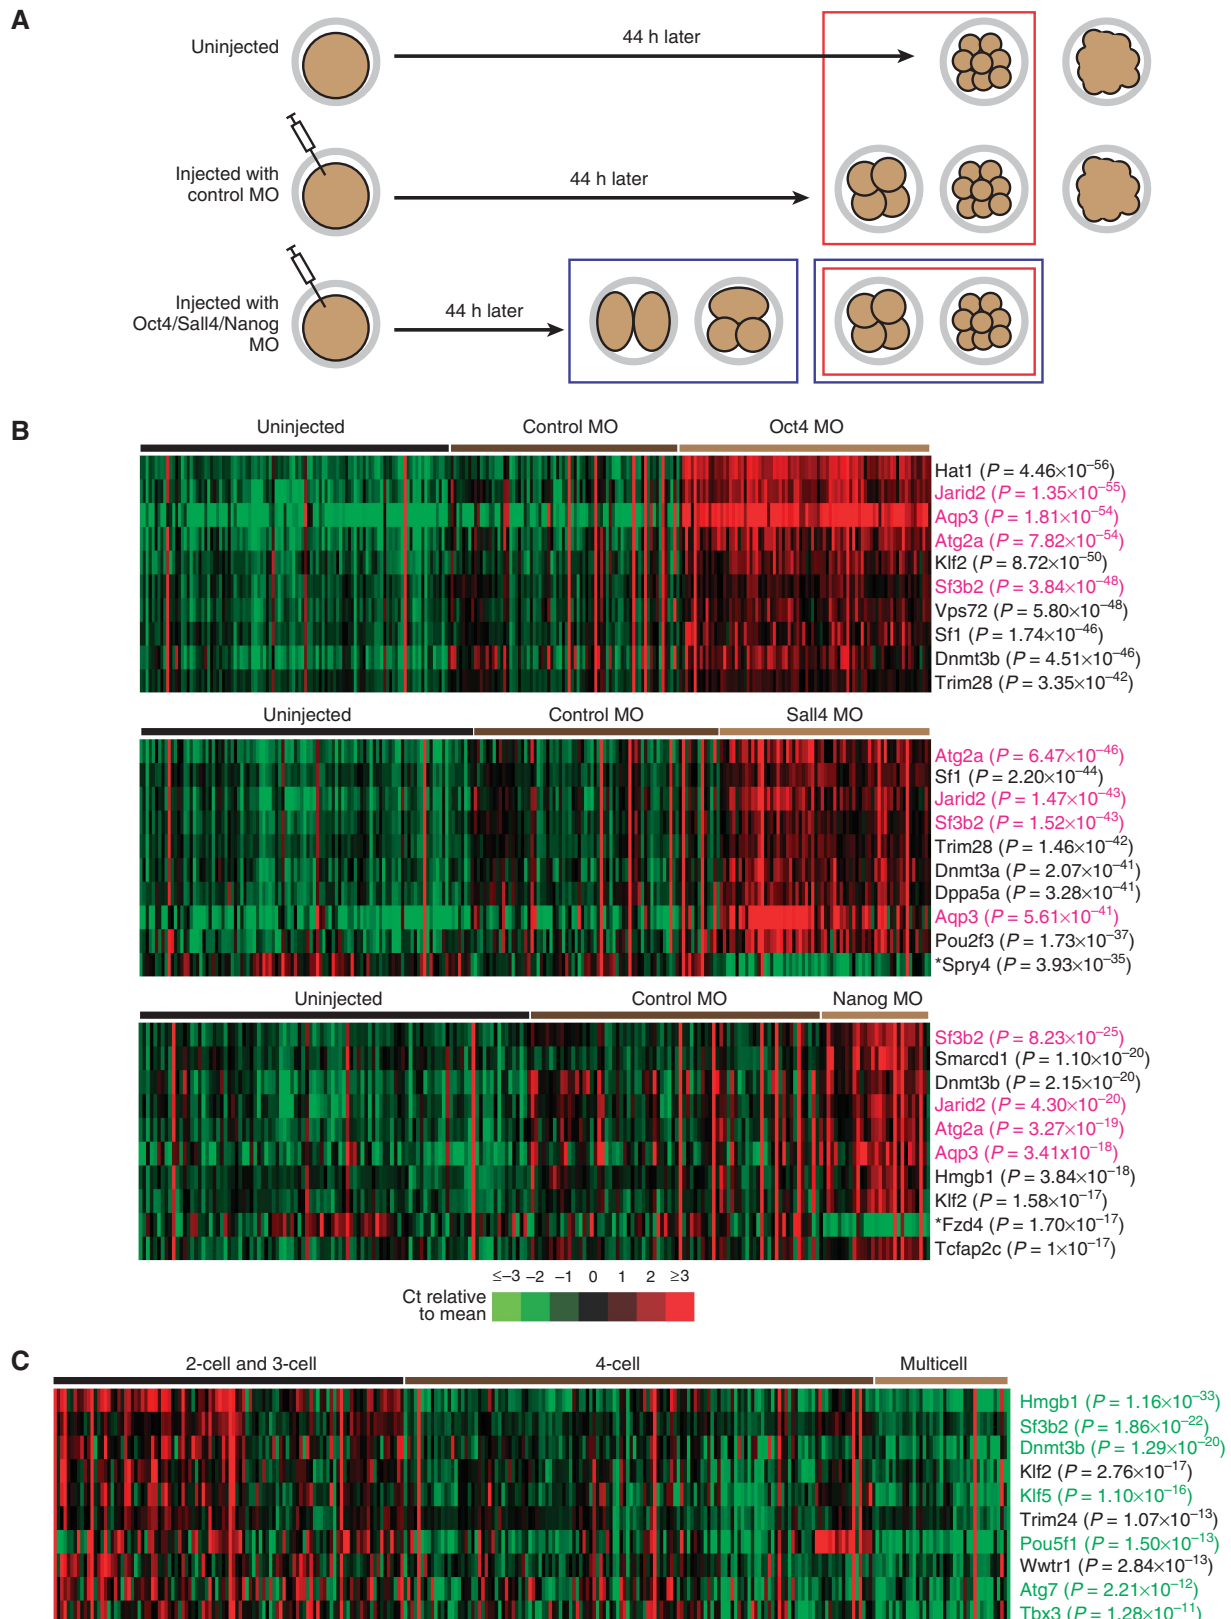 A
Uninjected
44 h later
Injected with
control MO
44 h later
Injected with
Oct4/Sall4/Nanog
MO
44 h later
B
Uninjected Control MO Oct4 MO
Hat1 (P = 4.46×10–56)
Jarid2 (P = 1.35×10–55)
Aqp3 (P = 1.81×10–54)
Atg2a (P = 7.82×10–54)
Klf2 (P = 8.72×10–50)
Sf3b2 (P = 3.84×10–48)
Vps72 (P = 5.80×10–48)
Sf1 (P = 1.74×10–46)
Dnmt3b (P = 4.51×10–46)
Trim28 (P = 3.35×10–42)
Uninjected Control MO Sall4 MO
Atg2a (P = 6.47×10–46)
Sf1 (P = 2.20×10–44)
Jarid2 (P = 1.47×10–43)
Sf3b2 (P = 1.52×10–43)
Trim28 (P = 1.46×10–42)
Dnmt3a (P = 2.07×10–41)
Dppa5a (P = 3.28×10–41)
Aqp3 (P = 5.61×10–41)
Pou2f3 (P = 1.73×10–37)
*Spry4 (P = 3.93×10–35)
Uninjected Control MO Nanog MO
Sf3b2 (P = 8.23×10–25)
Smarcd1 (P = 1.10×10–20)
Dnmt3b (P = 2.15×10–20)
Jarid2 (P = 4.30×10–20)
Atg2a (P = 3.27×10–19)
Aqp3 (P = 3.41x10–18)
Hmgb1 (P = 3.84×10–18)
Klf2 (P = 1.58×10–17)
*Fzd4 (P = 1.70×10–17)
Tcfap2c (P = 1×10–17)
≤–3 –2 –1 0 1 2 ≥3
Ct relative
to mean
C
2-cell and 3-cell 4-cell Multicell
Hmgb1 (P = 1.16×10–33)
Sf3b2 (P = 1.86×10–22)
Dnmt3b (P = 1.29×10–20)
Klf2 (P = 2.76×10–17)
Klf5 (P = 1.10×10–16)
Trim24 (P = 1.07×10–13)
Pou5f1 (P = 1.50×10–13)
Wwtr1 (P = 2.84×10–13)
Atg7 (P = 2.21×10–12)
Tbx3 (P = 1.28×10–11)